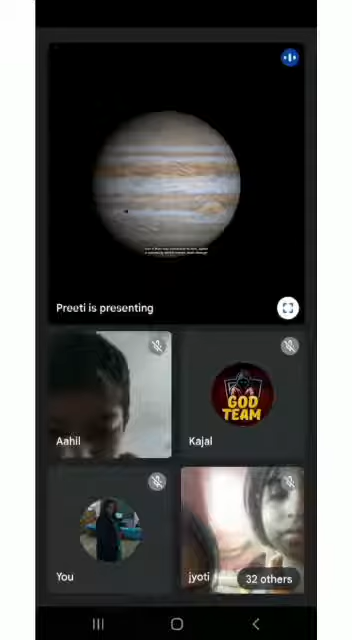 Preeti is presenting
Aahil
GOD
TEAM
Kajal
You
jyoti
32 others